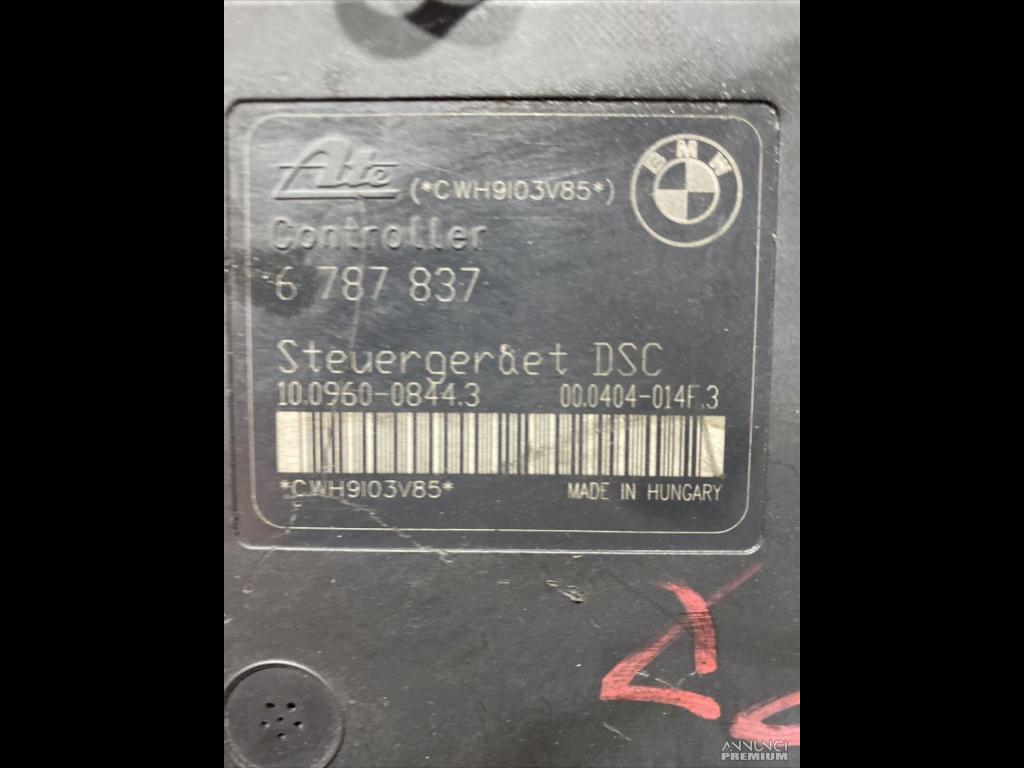 Ate (*CWH9I03V85*)
BMW
Controller
6 787 837
Steuergeraet DSC
10.0960-0844.3 00.0404-014F.3
*CWH9I03V85* MADE IN HUNGARY
ANNUNCI
PREMIUM